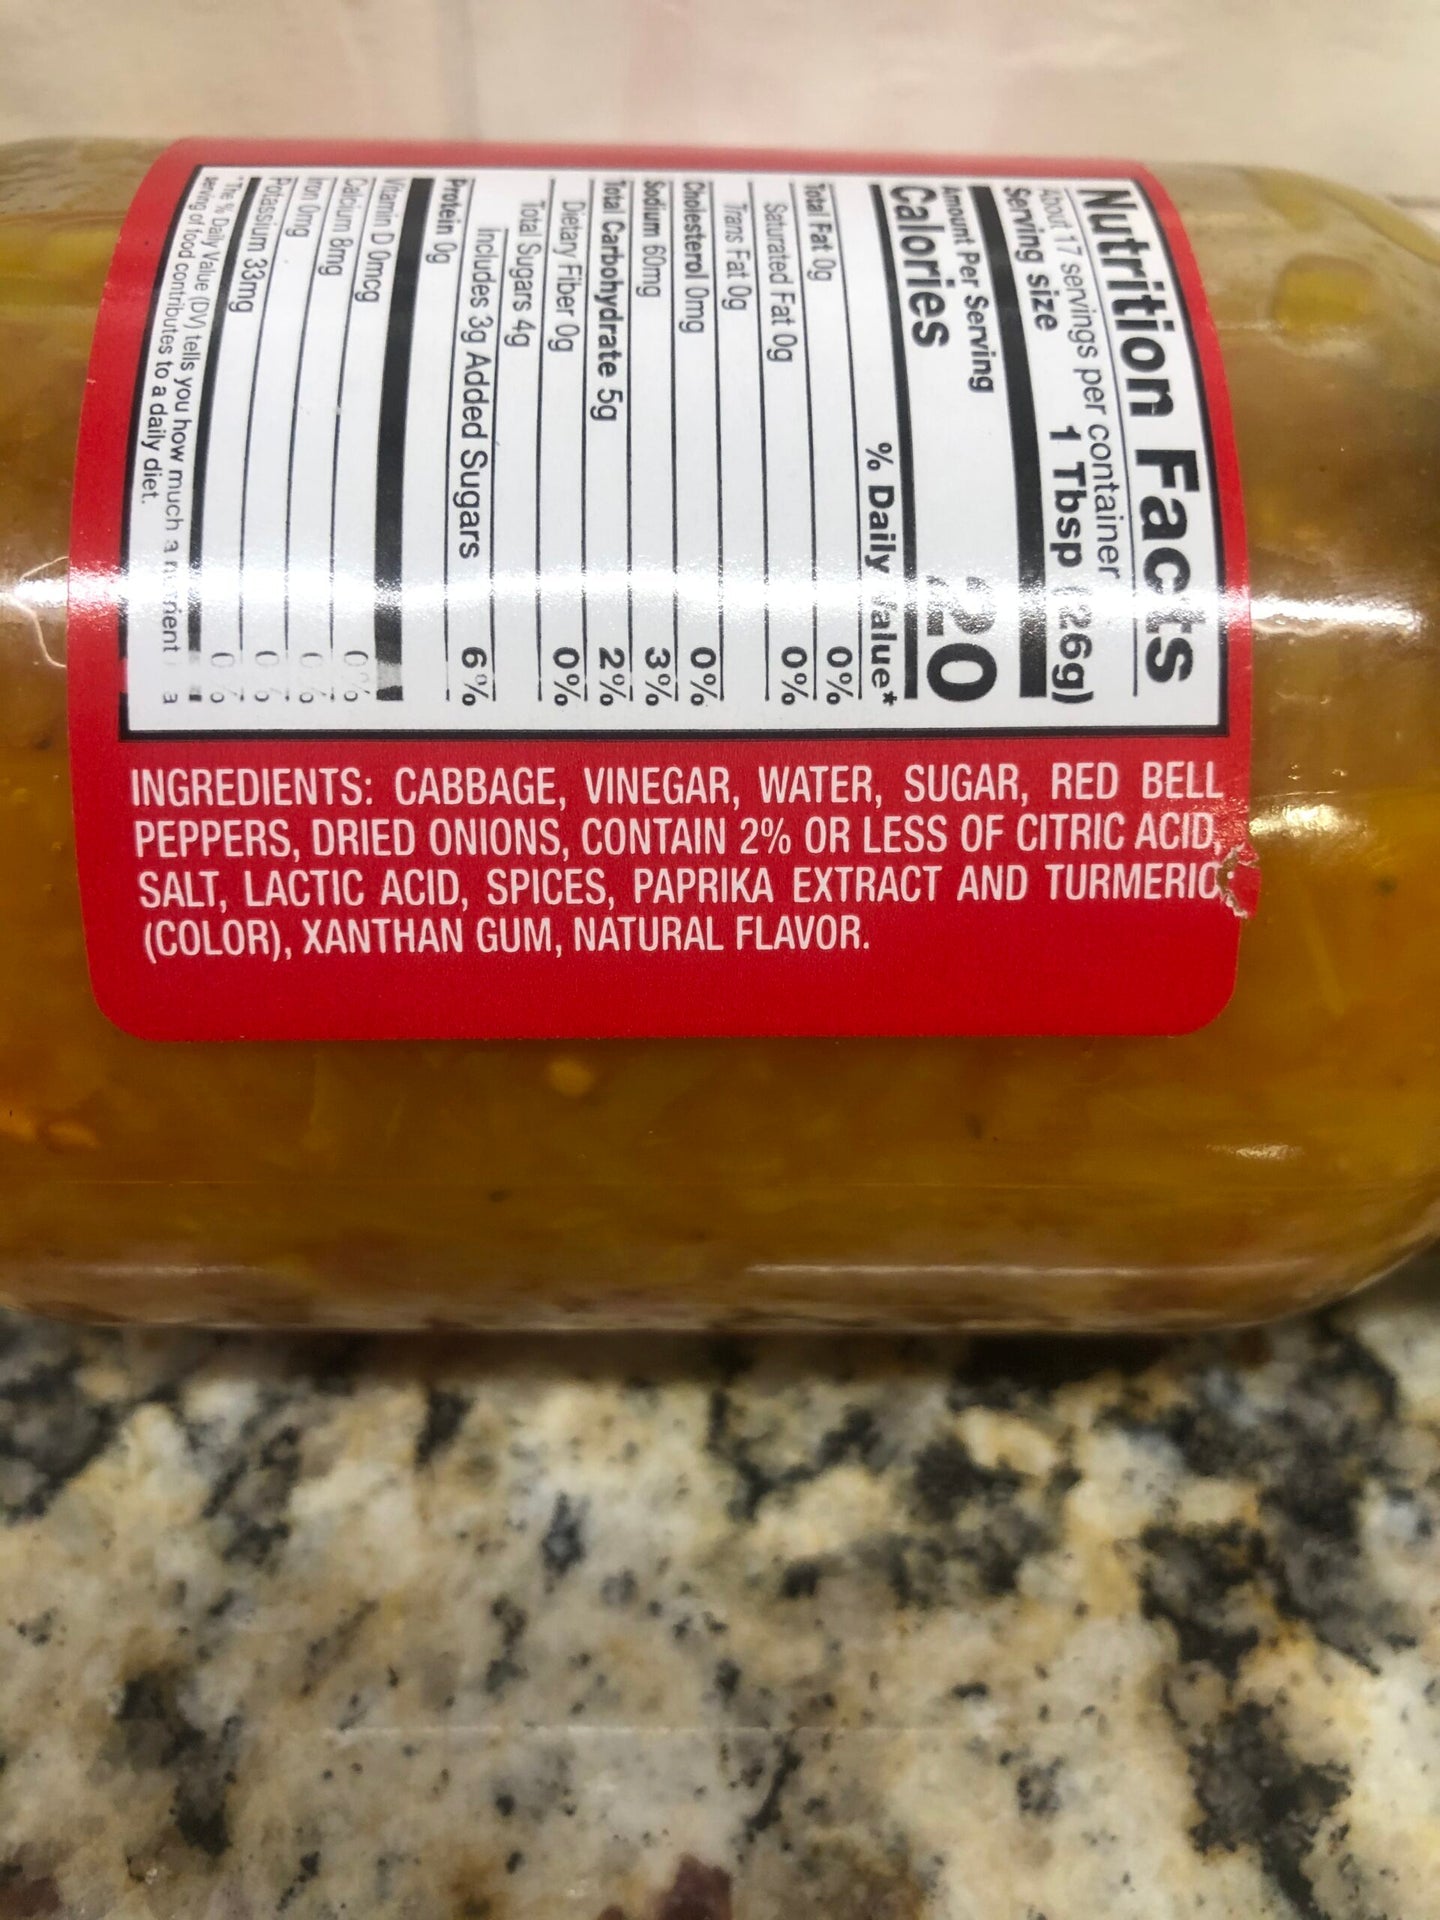 Nutrition Facts
About 17 servings per container
Serving size 1 Tbsp (26g)
Amount Per Serving
Calories 20
% Daily Value*
Total Fat 0g 0%
Saturated Fat 0g 0%
Trans Fat 0g
Cholesterol 0mg 0%
Sodium 60mg 3%
Total Carbohydrate 5g 2%
Dietary Fiber 0g 0%
Total Sugars 4g
Includes 3g Added Sugars 6%
Protein 0g
Vitamin D 0mcg 0%
Calcium 8mg 0%
Iron 0mg 0%
Potassium 33mg 0%
*The % Daily Value (DV) tells you how much a nutrient in a
serving of food contributes to a daily diet.
INGREDIENTS: CABBAGE, VINEGAR, WATER, SUGAR, RED BELL
PEPPERS, DRIED ONIONS, CONTAIN 2% OR LESS OF CITRIC ACID,
SALT, LACTIC ACID, SPICES, PAPRIKA EXTRACT AND TURMERIC
(COLOR), XANTHAN GUM, NATURAL FLAVOR.